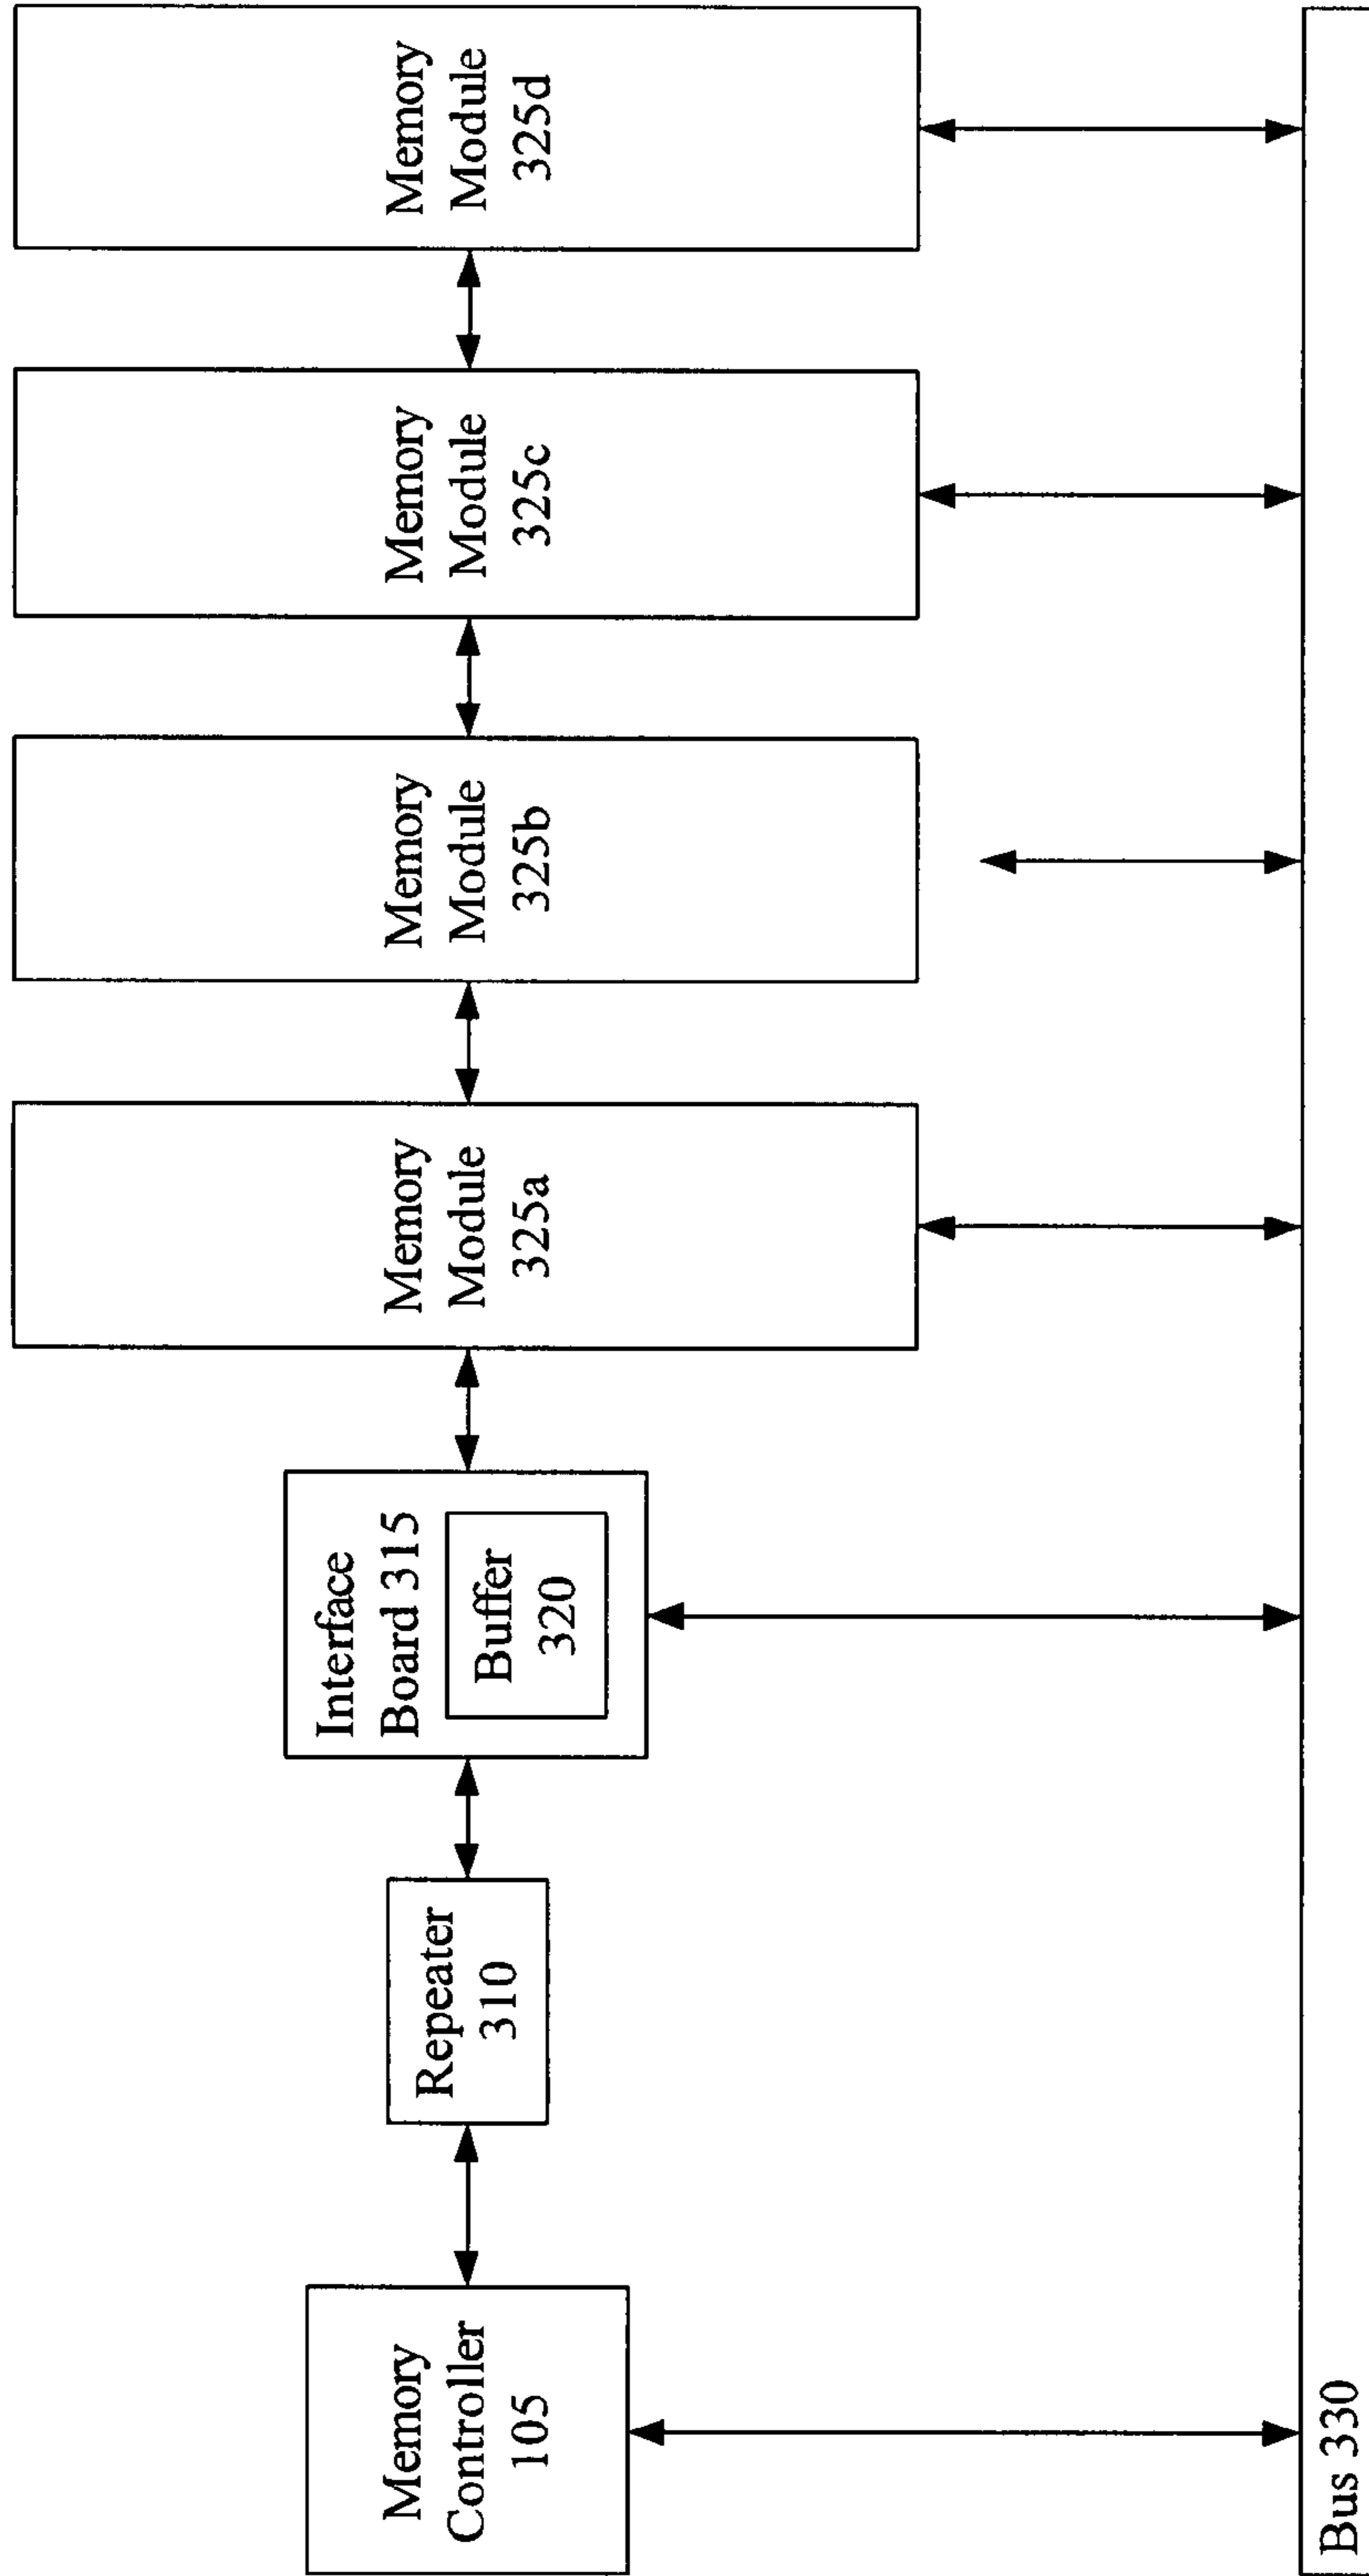 Memory
Controller
105
Repeater
310
Interface
Board 315
Buffer
320
Memory
Module
325a
Memory
Module
325b
Memory
Module
325c
Memory
Module
325d
Bus 330